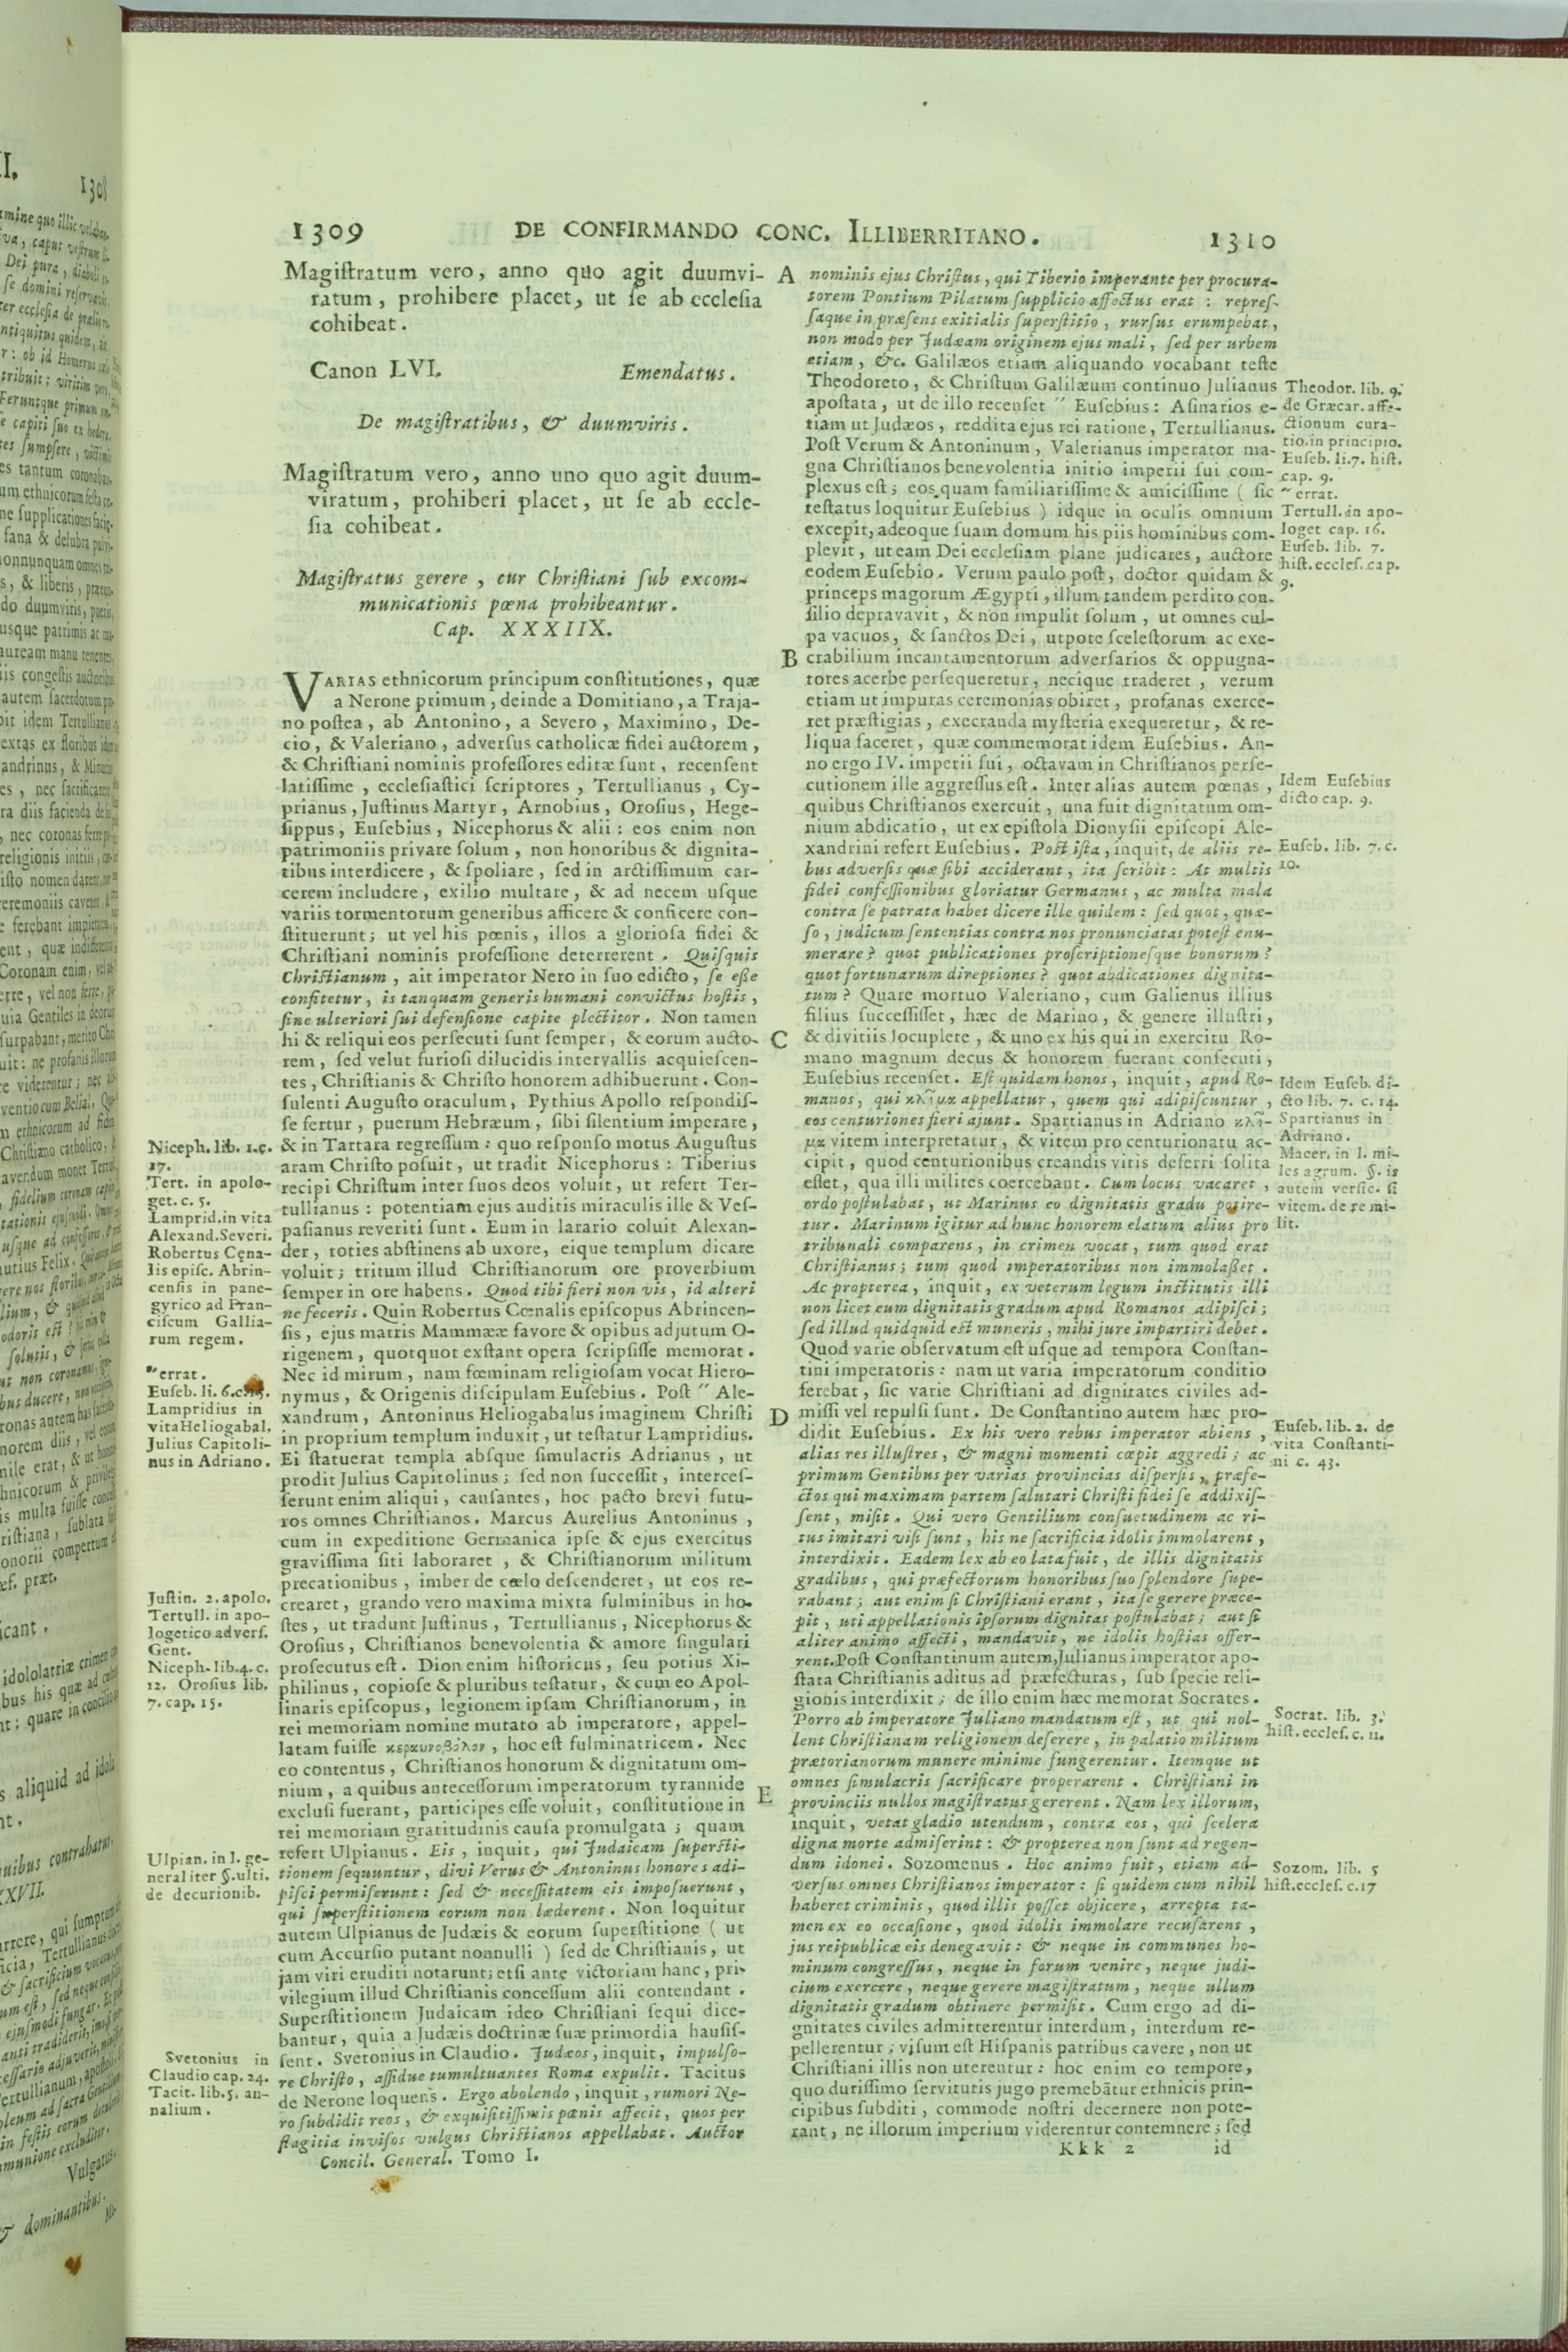 1309
DE CONFIRMANDO CONC. ILLIBERRITANO.
1310
Magiſtratum vero, anno quo agit duumvi-
ratum, prohibere placet, ut ſe ab eccleſia
cohibeat.
Canon LVI. Emendatus.
De magiſtratibus, & duumviris.
Magiſtratum vero, anno uno quo agit duum-
viratum, prohiberi placet, ut ſe ab eccle-
ſia cohibeat.
Magiſtratus gerere, cur Chriſtiani ſub excom-
municationis pœna prohibeantur.
Cap. XXXIIX.
VARIAS ethnicorum principum conſtitutiones, quæ
a Nerone primum, deinde a Domitiano, a Traja-
no poſtea, ab Antonino, a Severo, Maximino, De-
cio, & Valeriano, adverſus catholicæ fidei auctorem,
& Chriſtiani nominis profeſſores editæ ſunt, recenſent
latiſſime, eccleſiaſtici ſcriptores, Tertullianus, Cy-
prianus, Juſtinus Martyr, Arnobius, Oroſius, Hege-
ſippus, Euſebius, Nicephorus & alii: eos enim non
patrimoniis privare ſolum, non honoribus & dignita-
tibus interdicere, & ſpoliare, ſed in arctiſſimum car-
cerem includere, exilio multare, & ad necem uſque
variis tormentorum generibus afficere & conficere con-
ſtituerunt; ut vel his pœnis, illos a glorioſa fidei &
Chriſtiani nominis profeſſione deterrerent. Quiſquis
Chriſtianum, ait imperator Nero in ſuo edicto, ſe eſſe
confitetur, is tanquam generis humani convictus hoſtis,
ſine ulteriori ſui defenſione capite plectitor. Non tamen
hi & reliqui eos perſecuti ſunt ſemper, & eorum aucto-
rem, ſed velut furioſi dilucidis intervallis acquieſcen-
tes, Chriſtianis & Chriſto honorem adhibuerunt. Con-
ſulenti Auguſto oraculum, Pythius Apollo reſpondiſ-
ſe fertur, puerum Hebræum, ſibi ſilentium imperare,
& in Tartara regreſſum: quo reſponſo motus Auguſtus
aram Chriſto poſuit, ut tradit Nicephorus: Tiberius
recipi Chriſtum inter ſuos deos voluit, ut refert Ter-
tullianus: potentiam ejus auditis miraculis ille & Veſ-
paſianus reveriti ſunt. Eum in larario coluit Alexan-
der, toties abſtinens ab uxore, eique templum dicare
voluit; tritum illud Chriſtianorum ore proverbium
ſemper in ore habens. Quod tibi fieri non vis, id alteri
ne feceris. Quin Robertus Cœnalis epiſcopus Abrincen-
ſis, ejus matris Mammææ favore & opibus adjutum O-
rigenem, quotquot exſtant opera ſcripſiſſe memorat.
Nec id mirum, nam fœminam religioſam vocat Hiero-
nymus, & Origenis diſcipulam Euſebius. Poſt " Ale-
xandrum, Antoninus Heliogabalus imaginem Chriſti
in proprium templum induxit, ut teſtatur Lampridius.
Ei ſtatuerat templa abſque ſimulacris Adrianus, ut
prodit Julius Capitolinus; ſed non ſucceſſit, interceſ-
ſerunt enim aliqui, cauſantes, hoc pacto brevi futu-
ros omnes Chriſtianos. Marcus Aurelius Antoninus,
cum in expeditione Germanica ipſe & ejus exercitus
graviſſima ſiti laboraret, & Chriſtianorum militum
precationibus, imber de cœlo deſcenderet, ut eos re-
crearet, grando vero maxima mixta fulminibus in ho-
ſtes, ut tradunt Juſtinus, Tertullianus, Nicephorus &
Oroſius, Chriſtianos benevolentia & amore ſingulari
proſecutus eſt. Dion enim hiſtoricus, ſeu potius Xi-
philinus, copioſe & pluribus teſtatur, & cum eo Apol-
linaris epiſcopus, legionem ipſam Chriſtianorum, in
rei memoriam nomine mutato ab imperatore, appel-
latam fuiſſe κεραυνοβόλον, hoc eſt fulminatricem. Nec
eo contentus, Chriſtianos honorum & dignitatum om-
nium, a quibus anteceſſorum imperatorum tyrannide
excluſi fuerant, participes eſſe voluit, conſtitutione in
rei memoriam gratitudinis cauſa promulgata; quam
refert Ulpianus. Eis, inquit, qui Judaicam ſuperſti-
tionem ſequuntur, divi Verus & Antoninus honores adi-
piſci permiſerunt: ſed & neceſſitatem eis impoſuerunt,
qui ſuperſtitionem eorum non læderent. Non loquitur
autem Ulpianus de Judæis & eorum ſuperſtitione ( ut
cum Accurſio putant nonnulli ) ſed de Chriſtianis, ut
jam viri eruditi notarunt; etſi ante victoriam hanc, pri-
vilegium illud Chriſtianis conceſſum alii contendant.
Superſtitionem Judaicam ideo Chriſtiani ſequi dice-
bantur, quia a Judæis doctrinæ ſuæ primordia hauſiſ-
ſent. Svetonius in Claudio. Judæos, inquit, impulſo-
re Chriſto, aſſidue tumultuantes Roma expulit. Tacitus
de Nerone loquens. Ergo abolendo, inquit, rumori Ne-
ro ſubdidit reos, & exquiſitiſſimis pœnis affecit, quos per
flagitia inviſos vulgus Chriſtianos appellabat. Auctor
Concil. General. Tomo I.
Niceph. lib. 1. c.
17.
Tert. in apolo-
get. c. 5.
Lamprid. in vita
Alexand. Severi.
Robertus Cęna-
lis epiſc. Abrin-
cenſis in pane-
gyrico ad Fran-
ciſcum Gallia-
rum regem.
" errat.
Euſeb. li. 6.
Lampridius in
vita Heliogabal.
Julius Capitoli-
nus in Adriano.
Juſtin. 2. apolo.
Tertull. in apo-
logetico adverſ.
Gent.
Niceph. lib. 4. c.
12. Oroſius lib.
7. cap. 15.
Ulpian. in l. ge-
neraliter §. ulti.
de decurionib.
Svetonius in
Claudio cap. 24.
Tacit. lib. 5. an-
nalium.
A
B
C
D
E
nominis ejus Chriſtus, qui Tiberio imperante per procura-
torem Pontium Pilatum ſupplicio affectus erat: repreſ-
ſaque in præſens exitialis ſuperſtitio, rurſus erumpebat,
non modo per Judæam originem ejus mali, ſed per urbem
etiam, &c. Galilæos etiam aliquando vocabant teſte
Theodoreto, & Chriſtum Galilæum continuo Julianus
apoſtata, ut de illo recenſet " Euſebius: Aſinarios e-
tiam ut Judæos, reddita ejus rei ratione, Tertullianus.
Poſt Verum & Antoninum, Valerianus imperator ma-
gna Chriſtianos benevolentia initio imperii ſui com-
plexus eſt; eos quam familiariſſime & amiciſſime ( ſic
teſtatus loquitur Euſebius ) idque in oculis omnium
excepit, adeoque ſuam domum his piis hominibus com-
plevit, ut eam Dei eccleſiam plane judicares, auctore
eodem Euſebio. Verum paulo poſt, doctor quidam &
princeps magorum Ægypti, illum tandem perdito con-
ſilio depravavit, & non impulit ſolum, ut omnes cul-
pa vacuos, & ſanctos Dei, utpote ſceleſtorum ac exe-
crabilium incantamentorum adverſarios & oppugna-
tores acerbe perſequeretur, necique traderet, verum
etiam ut impuras ceremonias obiret, profanas exerce-
ret præſtigias, execranda myſteria exequeretur, & re-
liqua faceret, quæ commemorat idem Euſebius. An-
no ergo IV. imperii ſui, octavam in Chriſtianos perſe-
cutionem ille aggreſſus eſt. Inter alias autem pœnas,
quibus Chriſtianos exercuit, una fuit dignitatum om-
nium abdicatio, ut ex epiſtola Dionyſii epiſcopi Ale-
xandrini refert Euſebius. Poſt iſta, inquit, de aliis re-
bus adverſis quæ ſibi acciderant, ita ſcribit: At multis
fidei confeſſionibus gloriatur Germanus, ac multa mala
contra ſe patrata habet dicere ille quidem: ſed quot, quæ-
ſo, judicum ſententias contra nos pronunciatas poteſt enu-
merare? quot publicationes proſcriptioneſque bonorum?
quot fortunarum direptiones? quot abdicationes dignita-
tum? Quare mortuo Valeriano, cum Galienus illius
filius ſucceſſiſſet, hæc de Marino, & genere illuſtri,
& divitiis locuplete, & uno ex his qui in exercitu Ro-
mano magnum decus & honorem fuerant conſecuti,
Euſebius recenſet. Eſt quidam honos, inquit, apud Ro-
manos, qui κλῆμα appellatur, quem qui adipiſcuntur,
eos centuriones fieri ajunt. Spartianus in Adriano κλῆ-
μα vitem interpretatur, & vitem pro centurionatu ac-
cipit, quod centurionibus creandis vitis deferri ſolita
eſſet, qua illi milites coercebant. Cum locus vacaret,
ordo poſtulabat, ut Marinus eo dignitatis gradu potire-
tur. Marinum igitur ad hunc honorem elatum alius pro
tribunali comparens, in crimen vocat, tum quod erat
Chriſtianus; tum quod imperatoribus non immolaſſet.
Ac propterea, inquit, ex veterum legum inſtitutis illi
non licet eum dignitatis gradum apud Romanos adipiſci;
ſed illud quidquid eſt muneris, mihi jure impartiri debet.
Quod varie obſervatum eſt uſque ad tempora Conſtan-
tini imperatoris: nam ut varia imperatorum conditio
ferebat, ſic varie Chriſtiani ad dignitates civiles ad-
miſſi vel repulſi ſunt. De Conſtantino autem hæc pro-
didit Euſebius. Ex his vero rebus imperator abiens,
alias res illuſtres, & magni momenti cœpit aggredi; ac
primum Gentibus per varias provincias diſperſis, præfe-
ctos qui maximam partem ſalutari Chriſti fidei ſe addixiſ-
ſent, miſit. Qui vero Gentilium conſuetudinem ac ri-
tus imitari viſi ſunt, his ne ſacrificia idolis immolarent,
interdixit. Eadem lex ab eo lata fuit, de illis dignitatis
gradibus, qui præfectorum honoribus ſuo ſplendore ſupe-
rabant; aut enim ſi Chriſtiani erant, ita ſe gerere præce-
pit, uti appellationis ipſorum dignitas poſtulabat; aut ſi
aliter animo affecti, mandavit, ne idolis hoſtias offer-
rent. Poſt Conſtantinum autem, Julianus imperator apo-
ſtata Chriſtianis aditus ad præfecturas, ſub ſpecie reli-
gionis interdixit; de illo enim hæc memorat Socrates.
Porro ab imperatore Juliano mandatum eſt, ut qui nol-
lent Chriſtianam religionem deſerere, in palatio militum
prætorianorum munere minime fungerentur. Itemque ut
omnes ſimulacris ſacrificare properarent. Chriſtiani in
provinciis nullos magiſtratus gererent. Nam lex illorum,
inquit, vetat gladio utendum, contra eos, qui ſcelera
digna morte admiſerint: & propterea non ſunt ad regen-
dum idonei. Sozomenus. Hoc animo fuit, etiam ad-
verſus omnes Chriſtianos imperator: ſi quidem cum nihil
haberet criminis, quod illis poſſet objicere, arrepta ta-
men ex eo occaſione, quod idolis immolare recuſarent,
jus reipublicæ eis denegavit: & neque in communes ho-
minum congreſſus, neque in forum venire, neque judi-
cium exercere, neque gerere magiſtratum, neque ullum
dignitatis gradum obtinere permiſit. Cum ergo ad di-
gnitates civiles admitterentur interdum, interdum re-
pellerentur; viſum eſt Hiſpanis patribus cavere, non ut
Chriſtiani illis non uterentur: hoc enim eo tempore,
quo duriſſimo ſervitutis jugo premebātur ethnicis prin-
cipibus ſubditi, commode noſtri decernere non pote-
rant, ne illorum imperium viderentur contemnere; ſed
Kkk 2 id
Theodor. lib. 9.
de Græcar. affe-
ctionum cura-
tio. in principio.
Euſeb. li. 7. hiſt.
cap. 9.
" errat.
Tertull. in apo-
loget cap. 16.
Euſeb. lib. 7.
hiſt. eccleſ. cap.
9.
Idem Euſebius
dicto cap. 9.
Euſeb. lib. 7. c.
10.
Idem Euſeb. di-
cto lib. 7. c. 14.
Spartianus in
Adriano.
Macer. in l. mi-
les agrum. §. is
autem verſic. ſi
vitem. de re mi-
lit.
Euſeb. lib. 2. de
vita Conſtanti-
ni c. 43.
Socrat. lib. 3.
hiſt. eccleſ. c. 11.
Sozom. lib. 5
hiſt. eccleſ. c. 17